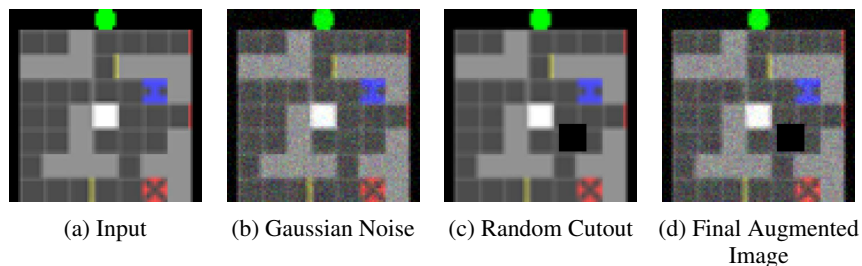 (a) Input
(b) Gaussian Noise
(c) Random Cutout
(d) Final Augmented
Image